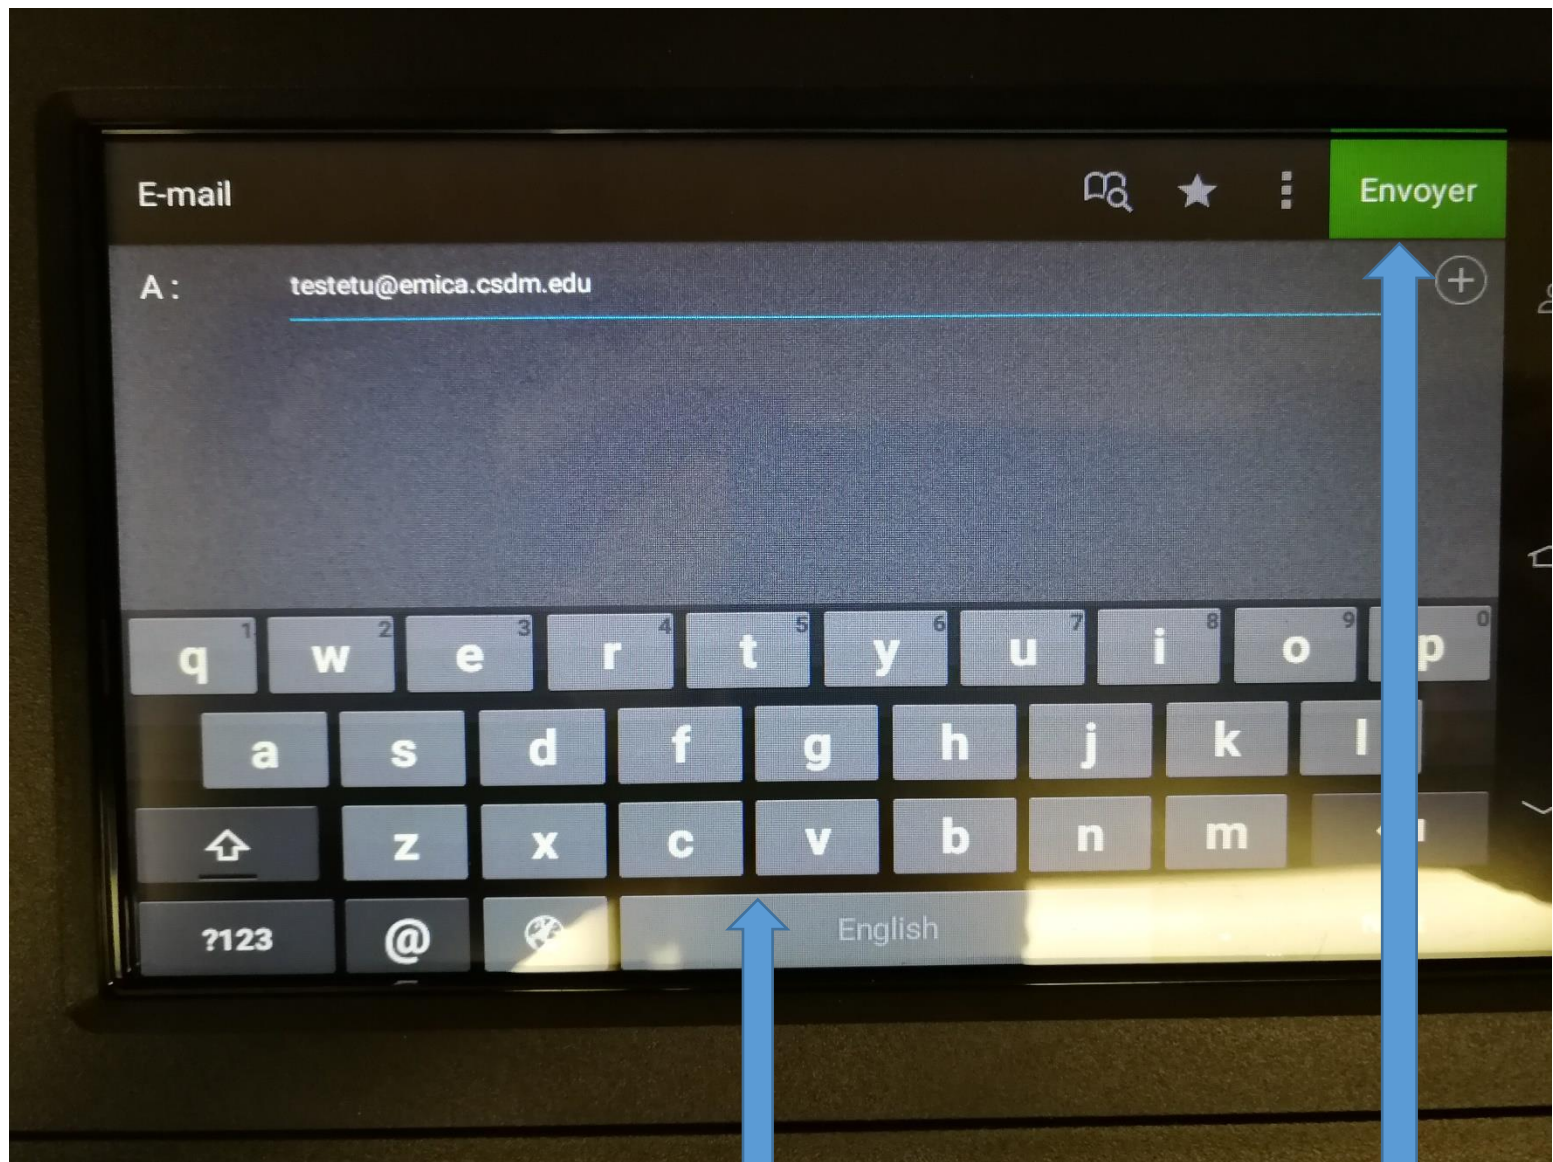 E-mail
Envoyer
A :
testetu@emica.csdm.edu
q 1 w 2 e 3 r 4 t 5 y 6 u 7 i 8 o 9 p 0
a s d f g h j k l
z x c v b n m
?123 @ English